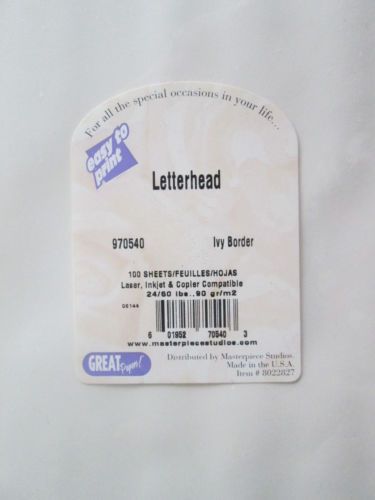 For all the special occasions in your life...
easy to
print
Letterhead
970540 Ivy Border
100 SHEETS/FEUILLES/HOJAS
Laser, Inkjet & Copier Compatible
24/60 lbs., 90 gr/m2
06144
6 01952 70540 3
www.masterpiecestudios.com
GREAT Papers!
Distributed by Masterpiece Studios.
Made in the U.S.A.
Item # 8022827